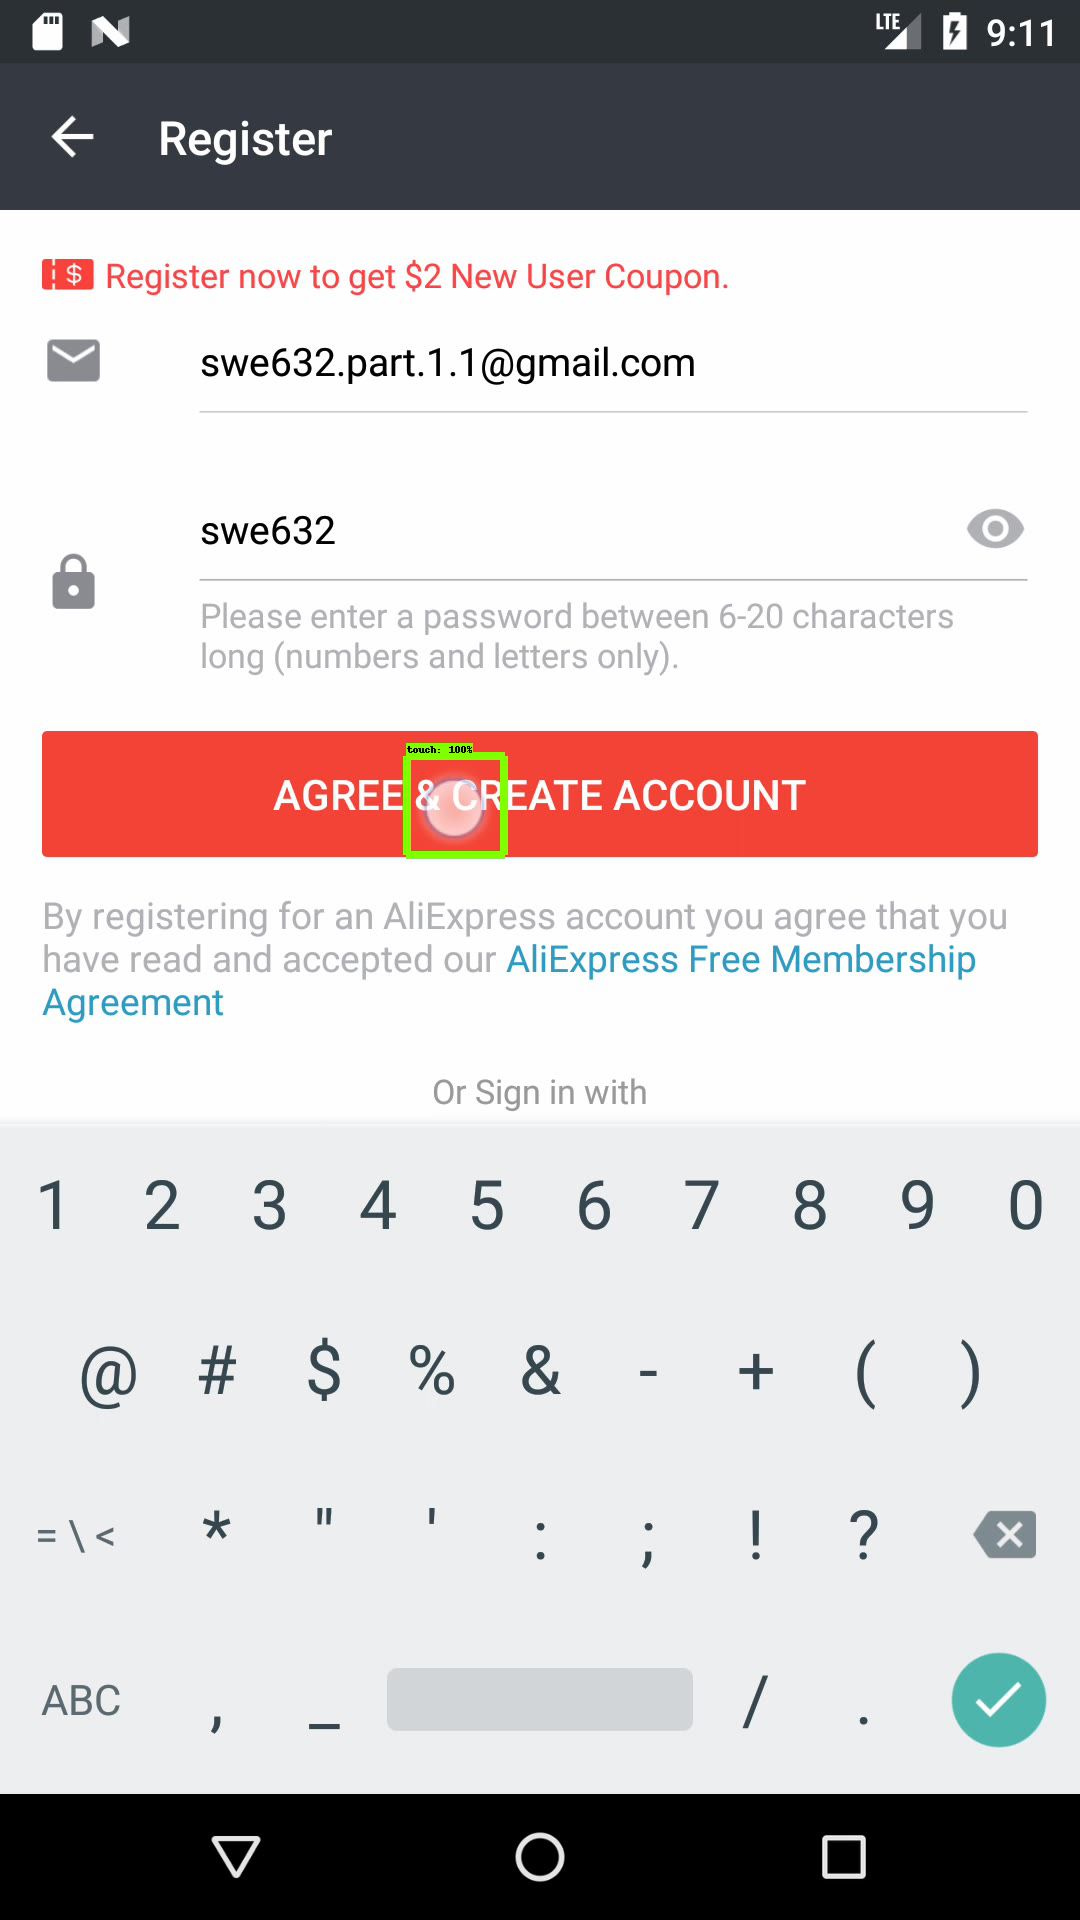 LTE 9:11
Register
$ Register now to get $2 New User Coupon.
swe632.part.1.1@gmail.com
swe632
Please enter a password between 6-20 characters
long (numbers and letters only).
touch: 100%
AGREE & CREATE ACCOUNT
By registering for an AliExpress account you agree that you
have read and accepted our AliExpress Free Membership
Agreement
Or Sign in with
1 2 3 4 5 6 7 8 9 0
@ # $ % & - + ( )
= \ < * " ' : ; ! ?
ABC , _ / .